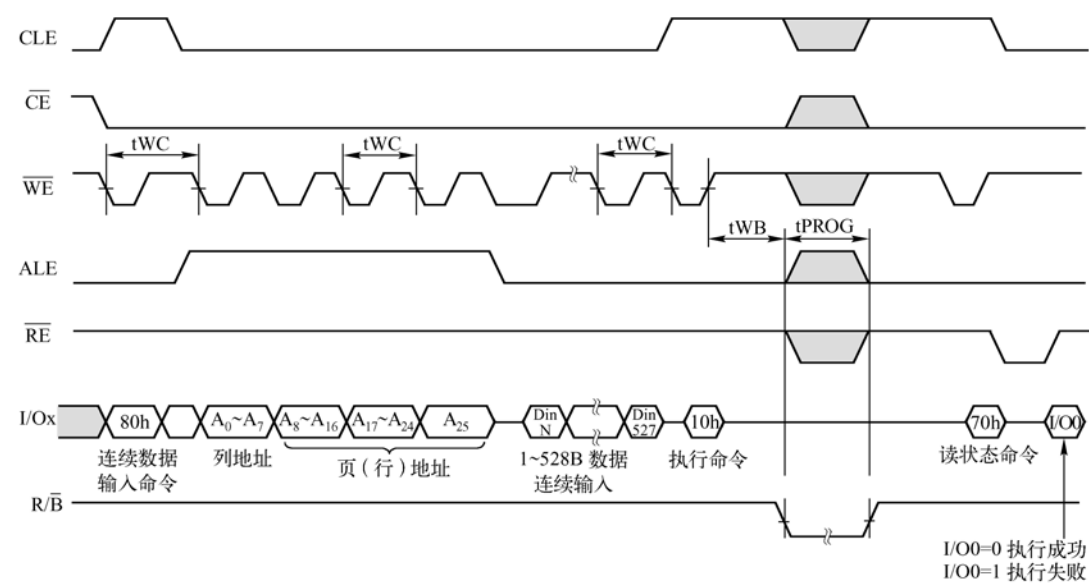 CLE
C̅E̅
tWC
tWC
tWC
W̅E̅
tWB
tPROG
ALE
R̅E̅
I/Ox
80h
A₀~A₇
A₈~A₁₆
A₁₇~A₂₄
A₂₅
Din
N
Din
527
10h
70h
I/O0
连续数据
输入命令
列地址
页（行）地址
1~528B 数据
连续输入
执行命令
读状态命令
R/B̅
I/O0=0 执行成功
I/O0=1 执行失败